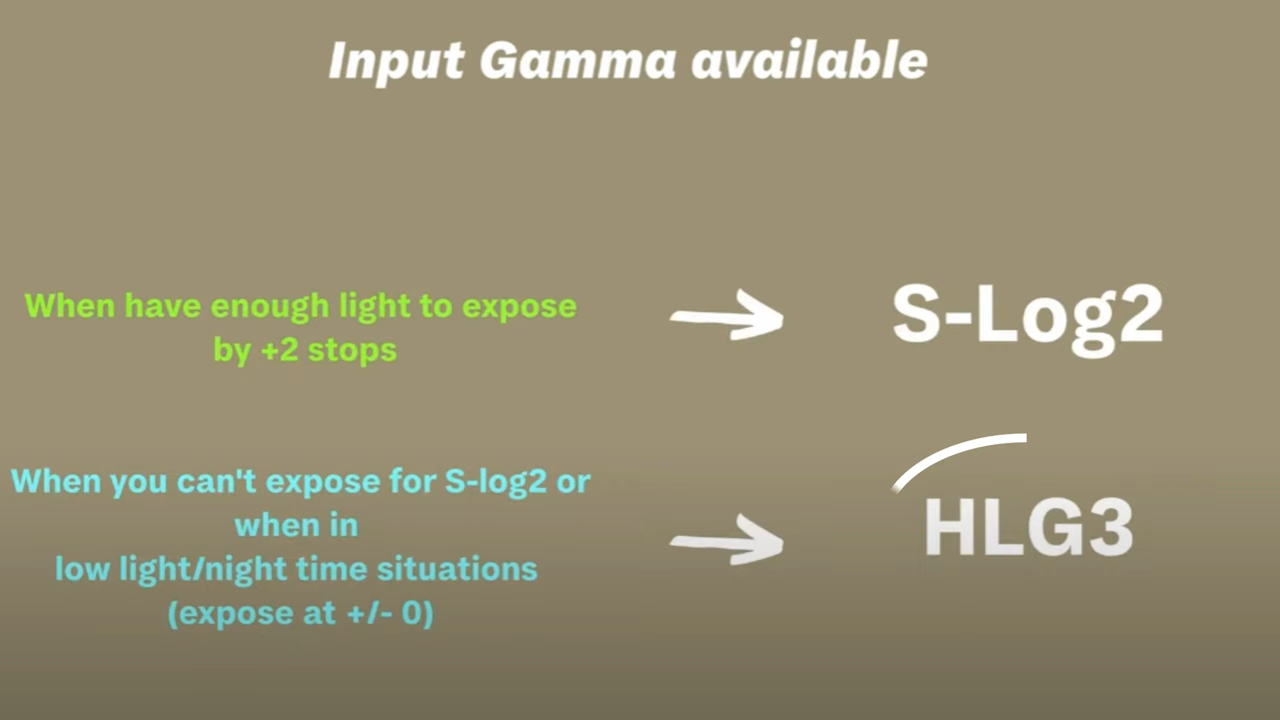 Input Gamma available
When have enough light to expose
by +2 stops
S-Log2
When you can't expose for S-log2 or
when in
low light/night time situations
(expose at +/- 0)
HLG3